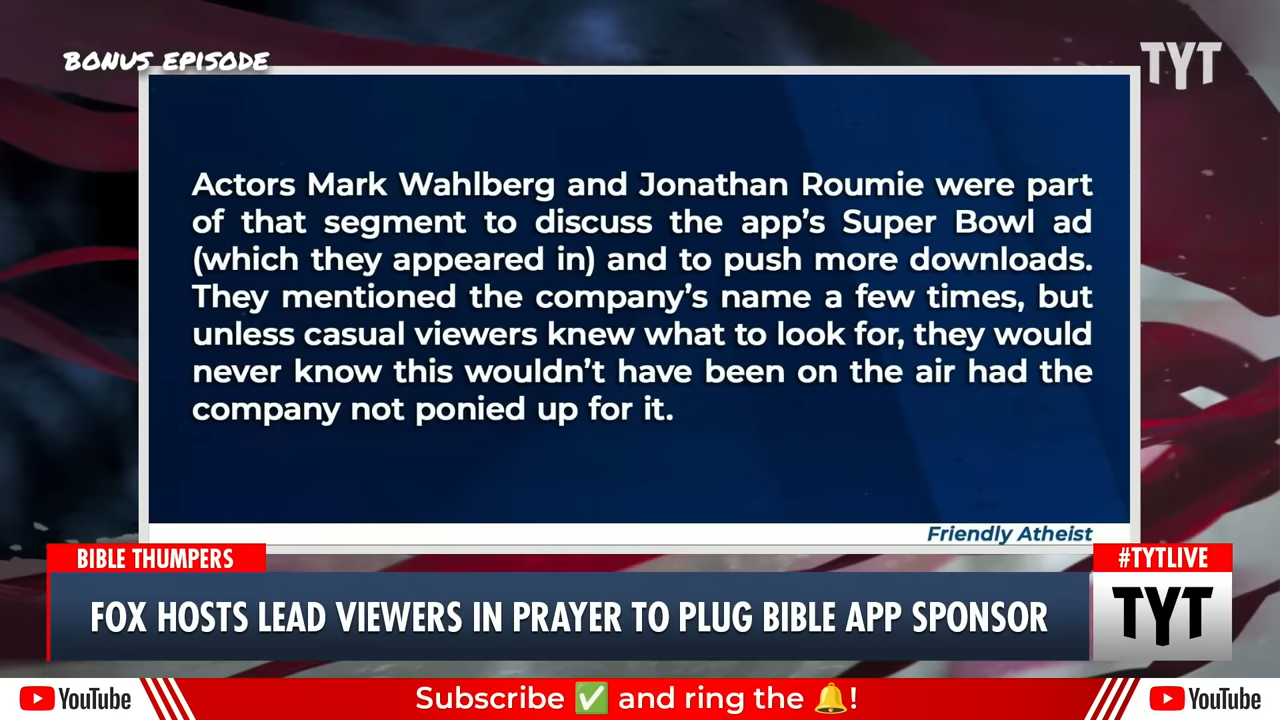 BONUS EPISODE
TYT
Actors Mark Wahlberg and Jonathan Roumie were part
of that segment to discuss the app's Super Bowl ad
(which they appeared in) and to push more downloads.
They mentioned the company's name a few times, but
unless casual viewers knew what to look for, they would
never know this wouldn't have been on the air had the
company not ponied up for it.
Friendly Atheist
BIBLE THUMPERS
#TYTLIVE
FOX HOSTS LEAD VIEWERS IN PRAYER TO PLUG BIBLE APP SPONSOR
TYT
YouTube
Subscribe ✅ and ring the 🔔!
YouTube